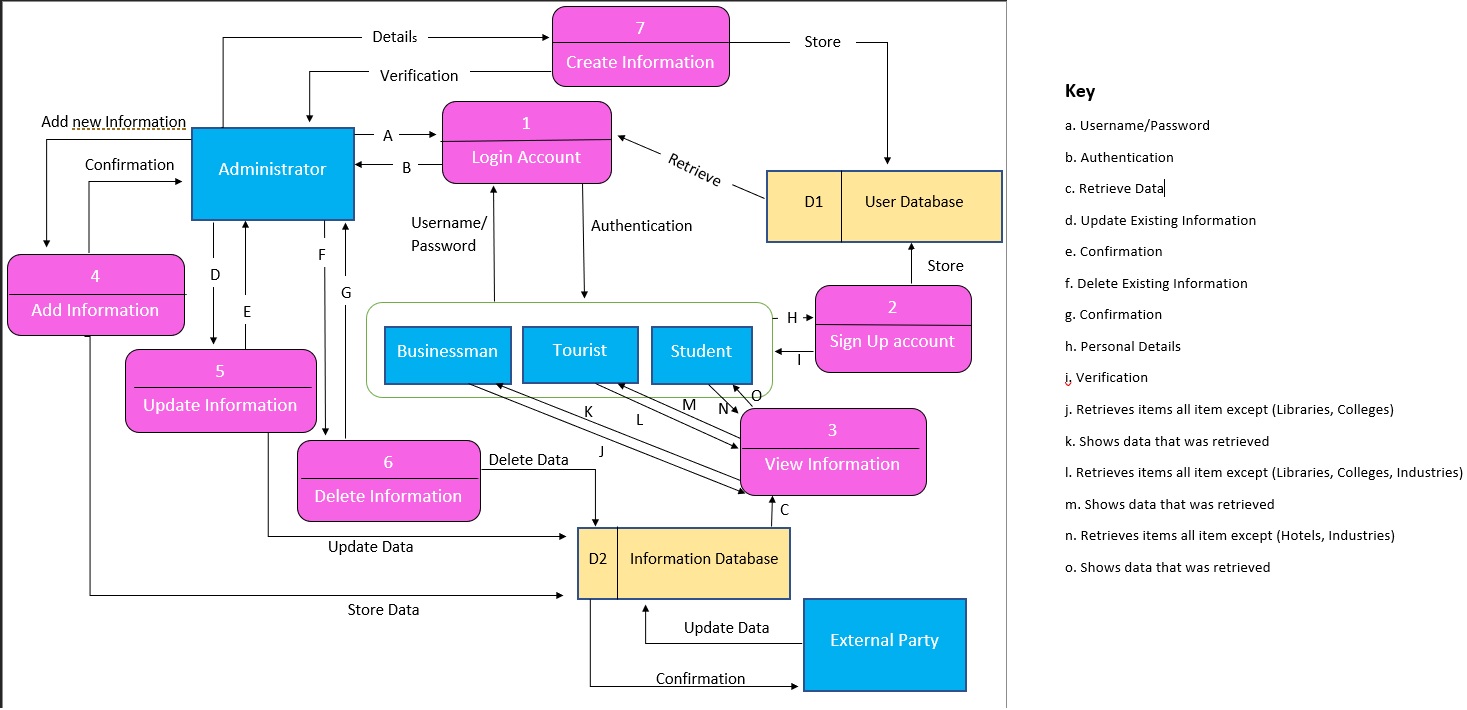 7
Create Information
Details
Store
Verification
Add new Information
Confirmation
Administrator
A
B
1
Login Account
Retrieve
D1
User Database
Username/
Password
Authentication
Store
D
E
F
G
4
Add Information
5
Update Information
6
Delete Information
Businessman
Tourist
Student
H
I
2
Sign Up account
K
J
L
M
N
O
3
View Information
C
Delete Data
Update Data
Store Data
D2
Information Database
Update Data
Confirmation
External Party
Key
a. Username/Password
b. Authentication
c. Retrieve Data
d. Update Existing Information
e. Confirmation
f. Delete Existing Information
g. Confirmation
h. Personal Details
i. Verification
j. Retrieves items all item except (Libraries, Colleges)
k. Shows data that was retrieved
l. Retrieves items all item except (Libraries, Colleges, Industries)
m. Shows data that was retrieved
n. Retrieves items all item except (Hotels, Industries)
o. Shows data that was retrieved